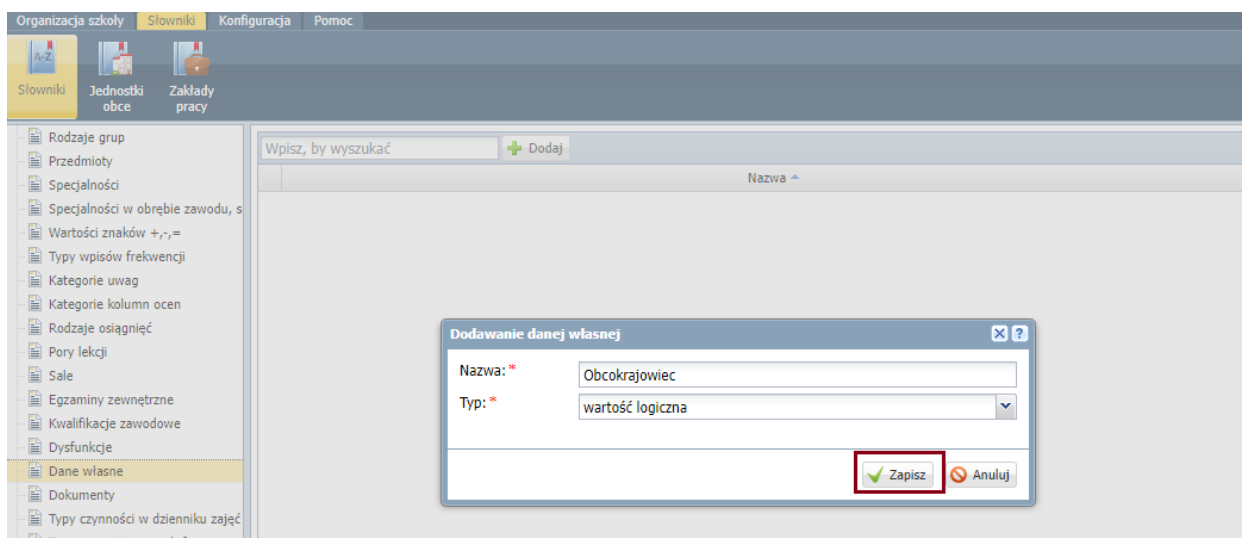 Organizacja szkoły Słowniki Konfiguracja Pomoc
A-Z
Słowniki Jednostki obce Zakłady pracy
Rodzaje grup
Przedmioty
Specjalności
Specjalności w obrębie zawodu, s
Wartości znaków +,-,=
Typy wpisów frekwencji
Kategorie uwag
Kategorie kolumn ocen
Rodzaje osiągnięć
Pory lekcji
Sale
Egzaminy zewnętrzne
Kwalifikacje zawodowe
Dysfunkcje
Dane własne
Dokumenty
Typy czynności w dzienniku zajęć
Wpisz, by wyszukać Dodaj
Nazwa
Dodawanie danej własnej
Nazwa: * Obcokrajowiec
Typ: * wartość logiczna
Zapisz Anuluj